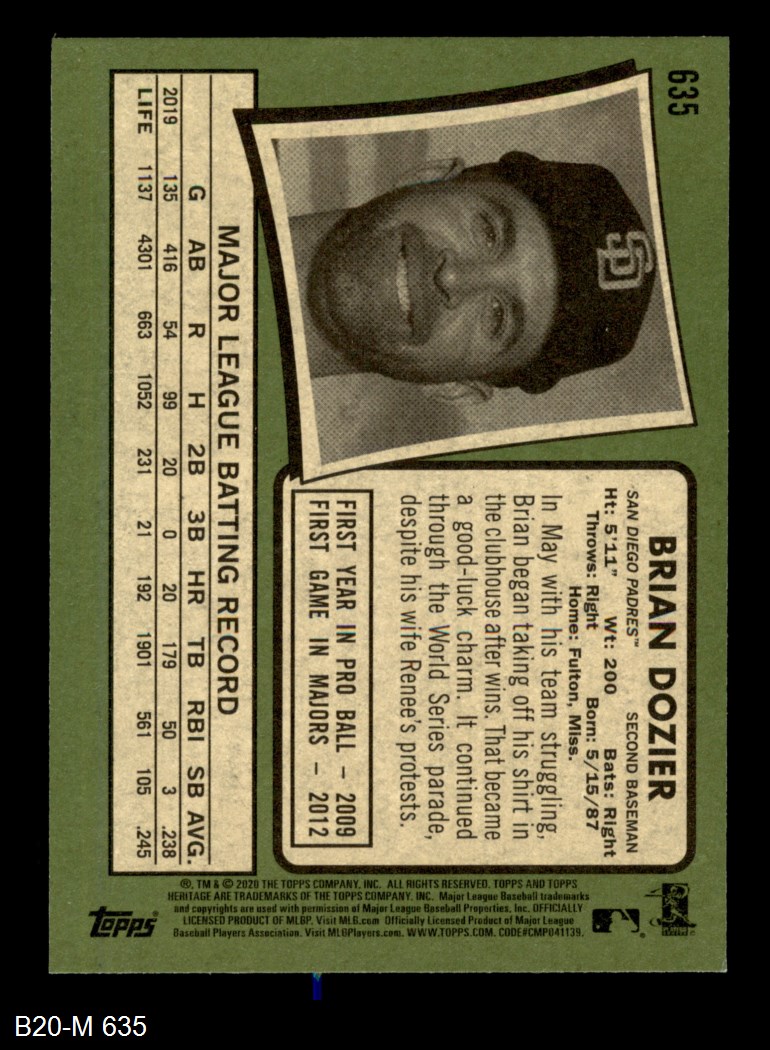 635
BRIAN DOZIER
SAN DIEGO PADRES™ SECOND BASEMAN
Ht: 5'11" Wt: 200 Bats: Right
Throws: Right Born: 5/15/87
Home: Fulton, Miss.
In May with his team struggling,
Brian began taking off his shirt in
the clubhouse after wins. That became
a good-luck charm. It continued
through the World Series parade,
despite his wife Renee's protests.
FIRST YEAR IN PRO BALL – 2009
FIRST GAME IN MAJORS – 2012
MAJOR LEAGUE BATTING RECORD
G AB R H 2B 3B HR TB RBI SB AVG.
2019 135 416 54 99 20 0 20 179 50 3 .238
LIFE 1137 4301 663 1052 231 21 192 1901 561 105 .245
®, TM & © 2020 THE TOPPS COMPANY, INC. ALL RIGHTS RESERVED. TOPPS AND TOPPS
HERITAGE ARE TRADEMARKS OF THE TOPPS COMPANY, INC. Major League Baseball trademarks
and copyrights are used with permission of Major League Baseball Properties, Inc. OFFICIALLY
LICENSED PRODUCT OF MLBP. Visit MLB.com Officially Licensed Product of Major League
Baseball Players Association. Visit MLBPlayers.com. WWW.TOPPS.COM. CODE#CMP041139.
TOPPS
SD
B20-M 635